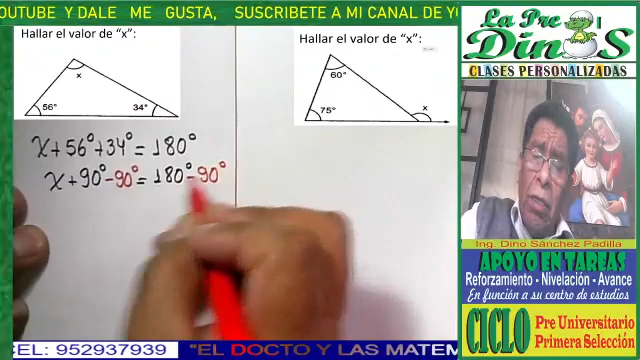 OUTUBE Y DALE ME GUSTA, SUSCRIBETE A MI CANAL DE YO
Hallar el valor de “x”:
x
56°
34°
x+56°+34°=180°
x+90°-90°=180°-90°
Hallar el valor de “x”:
60°
75°
x
La Pre
DinoS
CLASES PERSONALIZADAS
Ing. Dino Sánchez Padilla
APOYO EN TAREAS
Reforzamiento - Nivelación - Avance
En función a su centro de estudios
CICLO
Pre Universitario
Primera Selección
CEL: 952937939 "EL DOCTO Y LAS MATEM